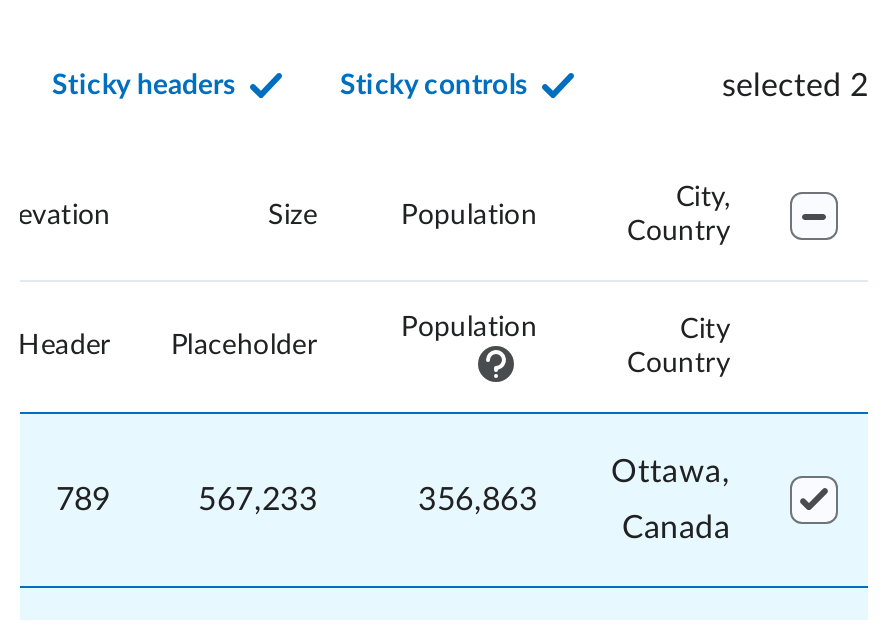 Sticky headers Sticky controls selected 2
evation Size Population City,
Country
Header Placeholder Population City
Country
789 567,233 356,863 Ottawa,
Canada